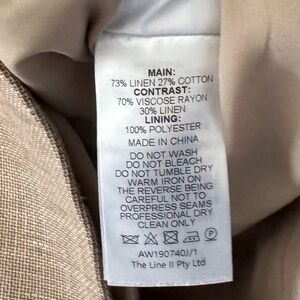 MAIN:
73% LINEN 27% COTTON
CONTRAST:
70% VISCOSE RAYON
30% LINEN
LINING:
100% POLYESTER
MADE IN CHINA
DO NOT WASH
DO NOT BLEACH
DO NOT TUMBLE DRY
WARM IRON ON
THE REVERSE BEING
CAREFUL NOT TO
OVERPRESS SEAMS
PROFESSIONAL DRY
CLEAN ONLY
AW190740J/1
The Line II Pty Ltd